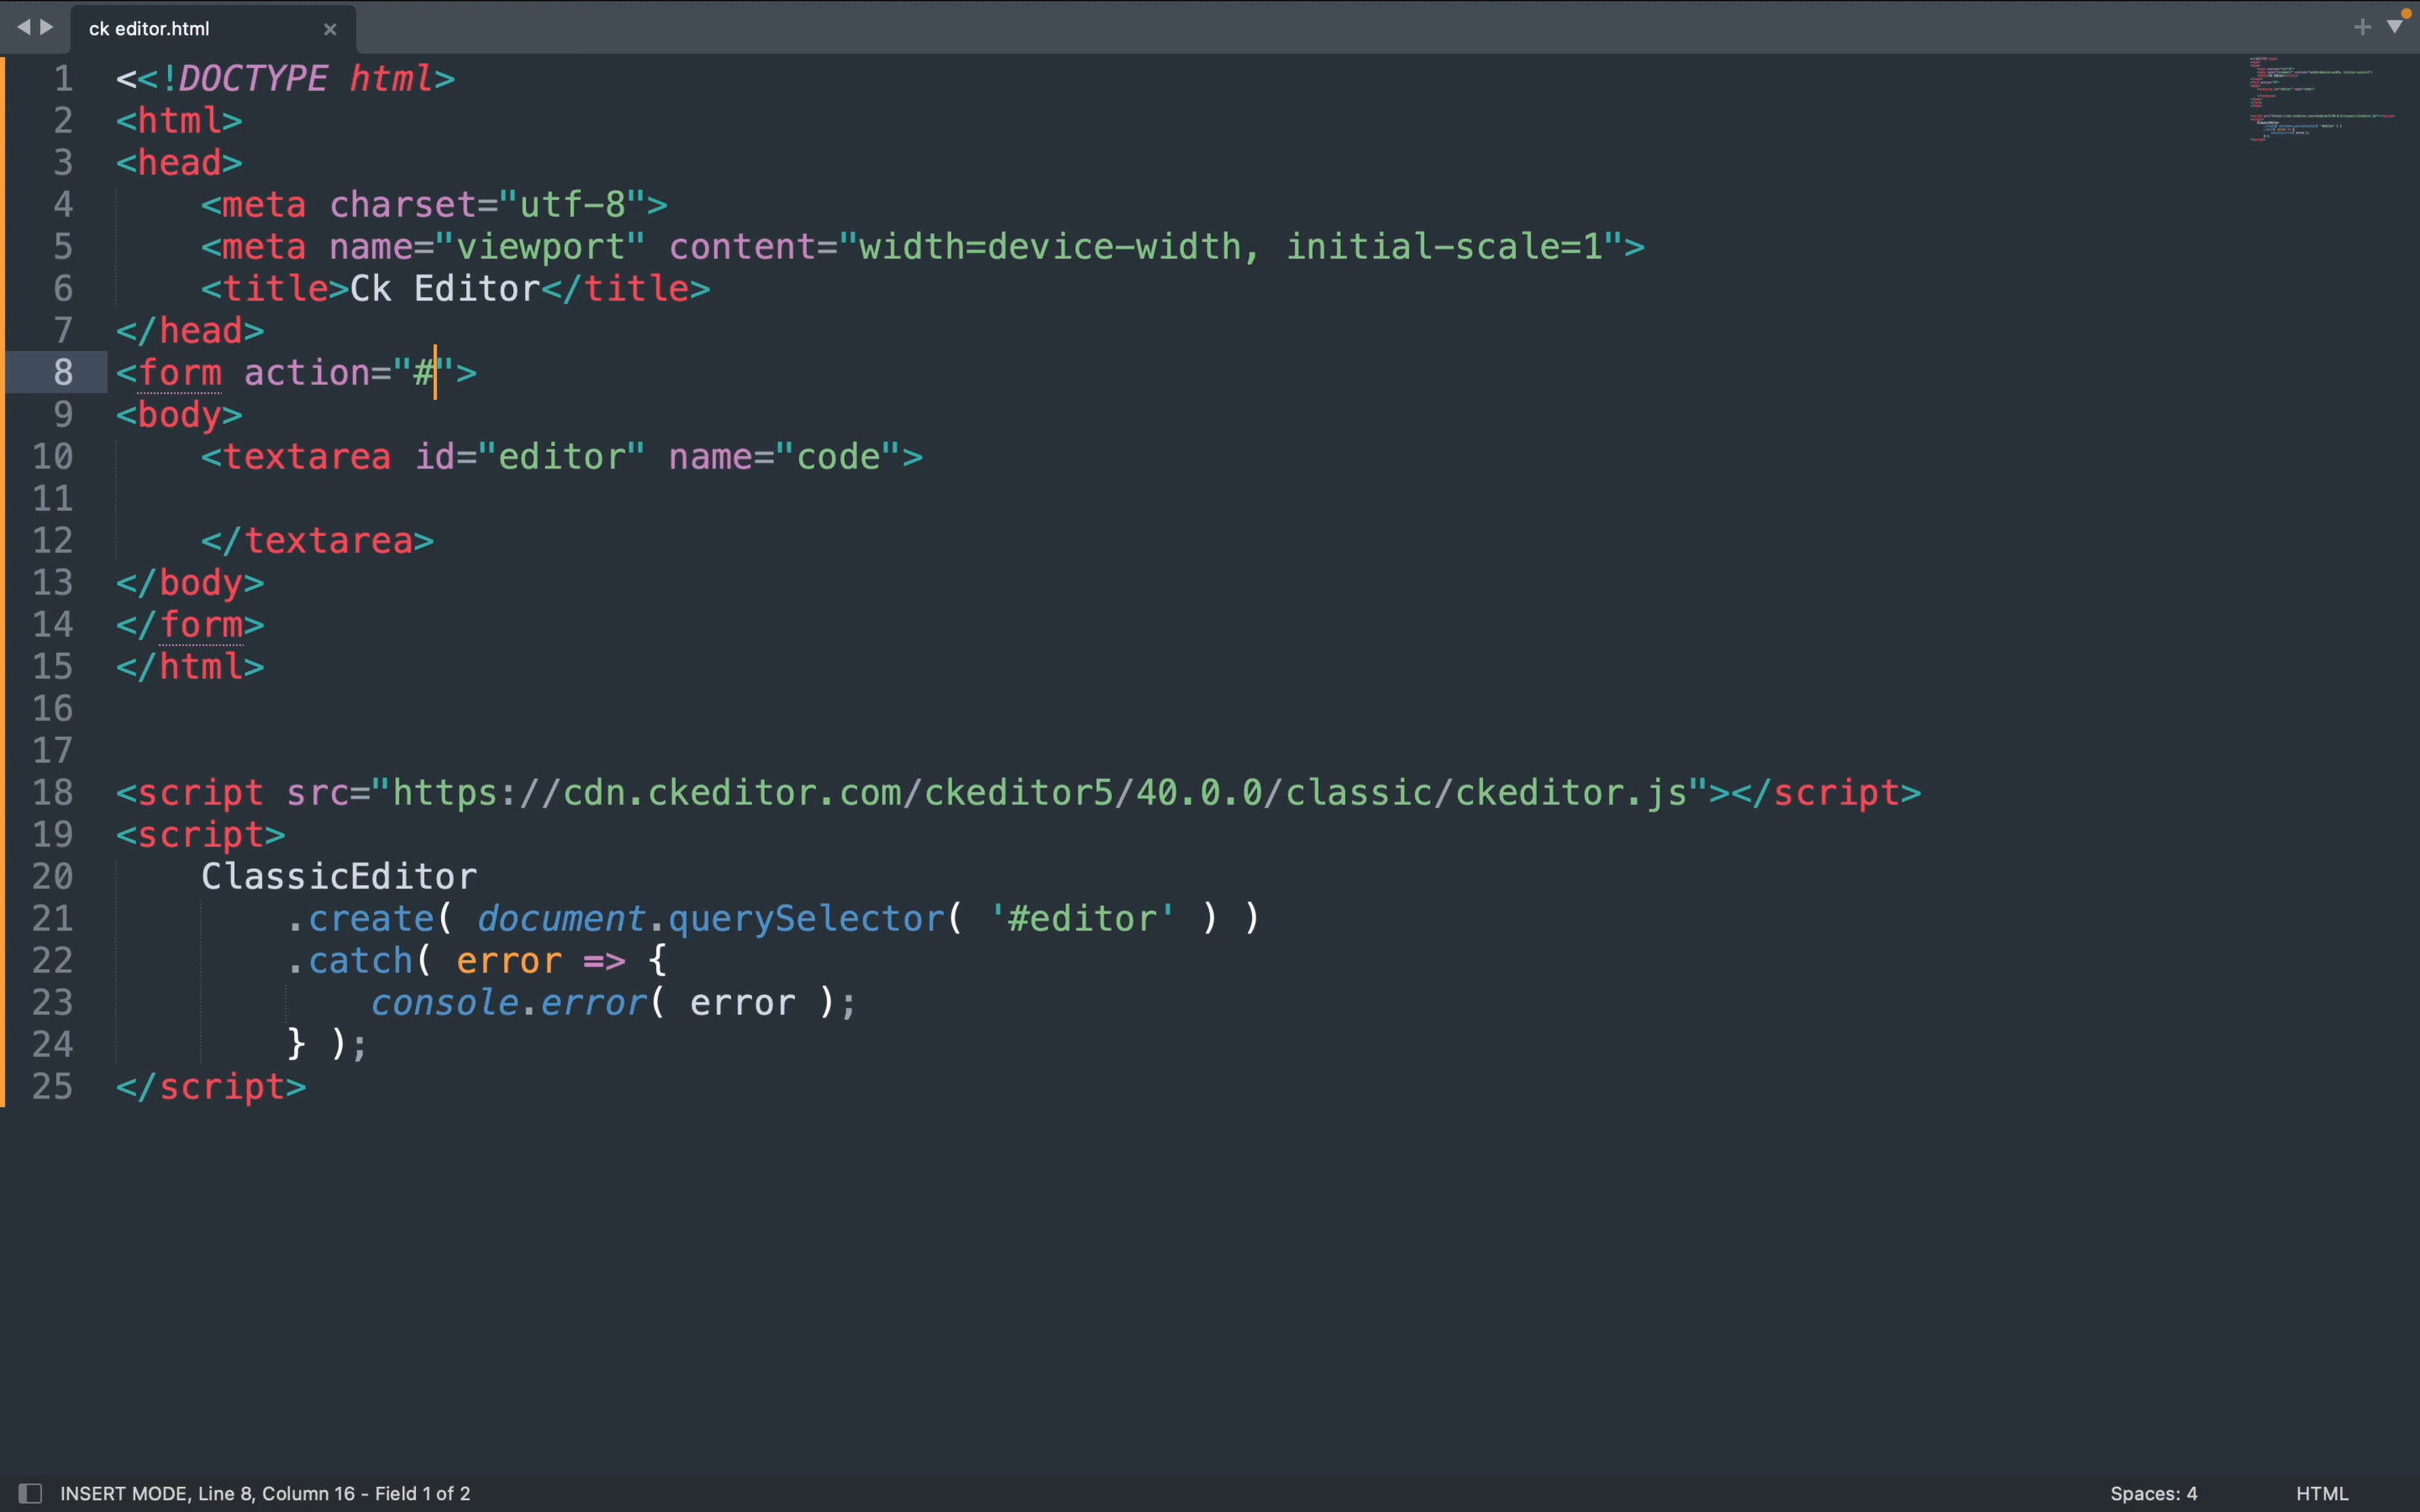 ck editor.html
1 <<!DOCTYPE html>
2 <html>
3 <head>
4     <meta charset="utf-8">
5     <meta name="viewport" content="width=device-width, initial-scale=1">
6     <title>Ck Editor</title>
7 </head>
8 <form action="#">
9 <body>
10     <textarea id="editor" name="code">
11
12     </textarea>
13 </body>
14 </form>
15 </html>
16
17
18 <script src="https://cdn.ckeditor.com/ckeditor5/40.0.0/classic/ckeditor.js"></script>
19 <script>
20     ClassicEditor
21         .create( document.querySelector( '#editor' ) )
22         .catch( error => {
23             console.error( error );
24         } );
25 </script>
INSERT MODE, Line 8, Column 16 - Field 1 of 2
Spaces: 4
HTML